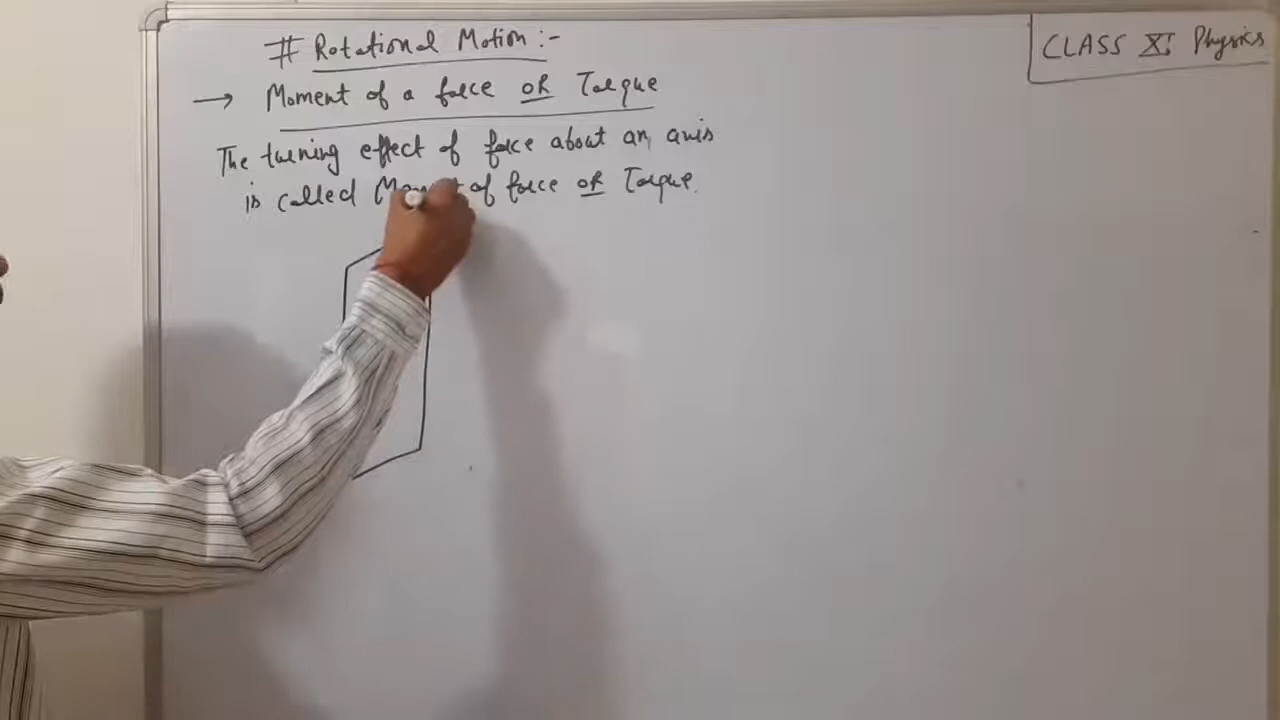 # Rotational Motion :-
CLASS XI Physics
→ Moment of a force OR Torque
The turning effect of force about an axis
is called of force OR Torque.